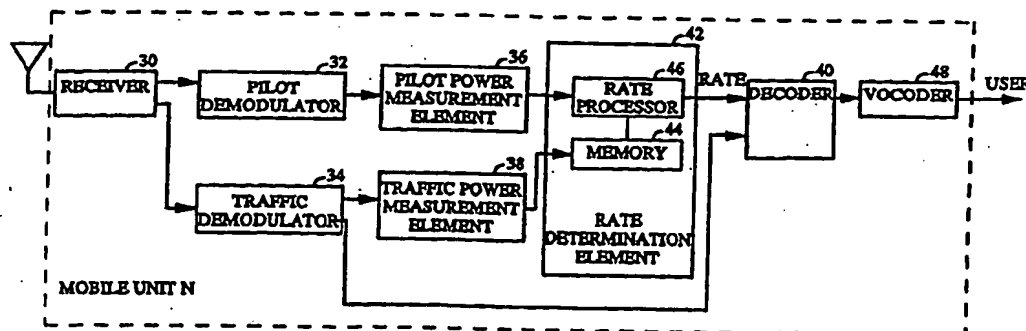 42
30
RECEIVER
32
PILOT
DEMODULATOR
36
PILOT POWER
MEASUREMENT
ELEMENT
46
RATE
PROCESSOR
RATE
40
DECODER
48
VOCODER
USER
44
MEMORY
34
TRAFFIC
DEMODULATOR
38
TRAFFIC POWER
MEASUREMENT
ELEMENT
RATE
DETERMINATION
ELEMENT
MOBILE UNIT N